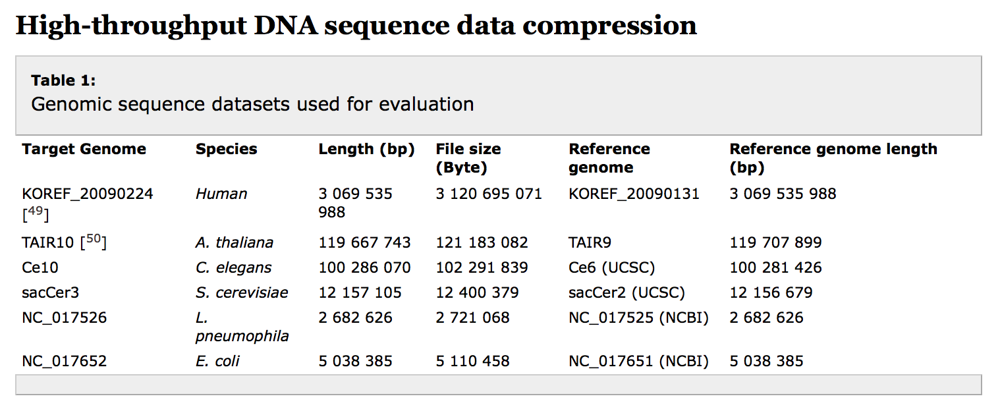 High-throughput DNA sequence data compression
Table 1:
Genomic sequence datasets used for evaluation
Target Genome Species Length (bp) File size (Byte) Reference genome Reference genome length (bp)
KOREF_20090224 [49] Human 3 069 535 988 3 120 695 071 KOREF_20090131 3 069 535 988
TAIR10 [50] A. thaliana 119 667 743 121 183 082 TAIR9 119 707 899
Ce10 C. elegans 100 286 070 102 291 839 Ce6 (UCSC) 100 281 426
sacCer3 S. cerevisiae 12 157 105 12 400 379 sacCer2 (UCSC) 12 156 679
NC_017526 L. pneumophila 2 682 626 2 721 068 NC_017525 (NCBI) 2 682 626
NC_017652 E. coli 5 038 385 5 110 458 NC_017651 (NCBI) 5 038 385